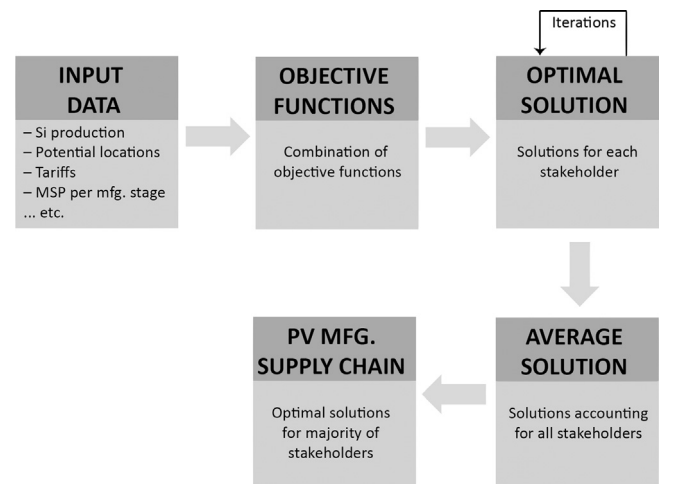 Iterations
INPUT
DATA
– Si production
– Potential locations
– Tariffs
– MSP per mfg. stage
... etc.
OBJECTIVE
FUNCTIONS
Combination of
objective functions
OPTIMAL
SOLUTION
Solutions for each
stakeholder
AVERAGE
SOLUTION
Solutions accounting
for all stakeholders
PV MFG.
SUPPLY CHAIN
Optimal solutions
for majority of
stakeholders